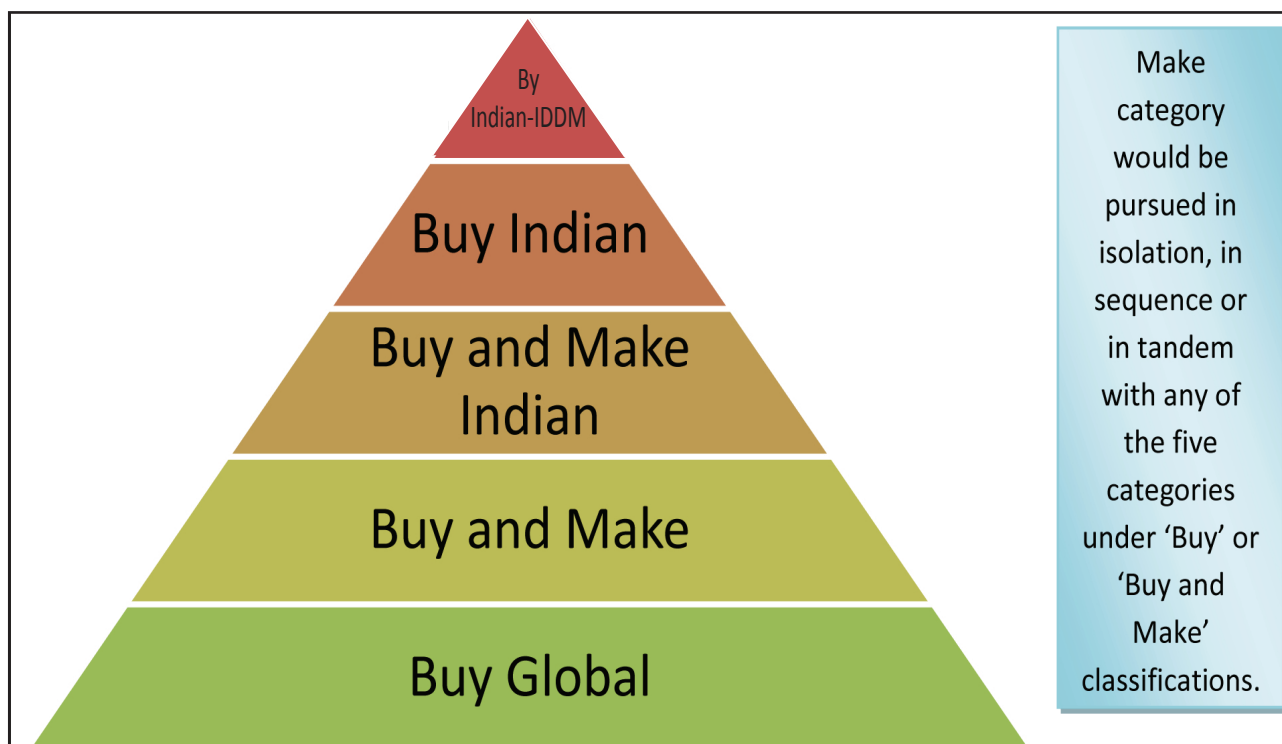 By
Indian-IDDM
Buy Indian
Buy and Make
Indian
Buy and Make
Buy Global
Make
category
would be
pursued in
isolation, in
sequence or
in tandem
with any of
the five
categories
under ‘Buy’ or
‘Buy and
Make’
classifications.